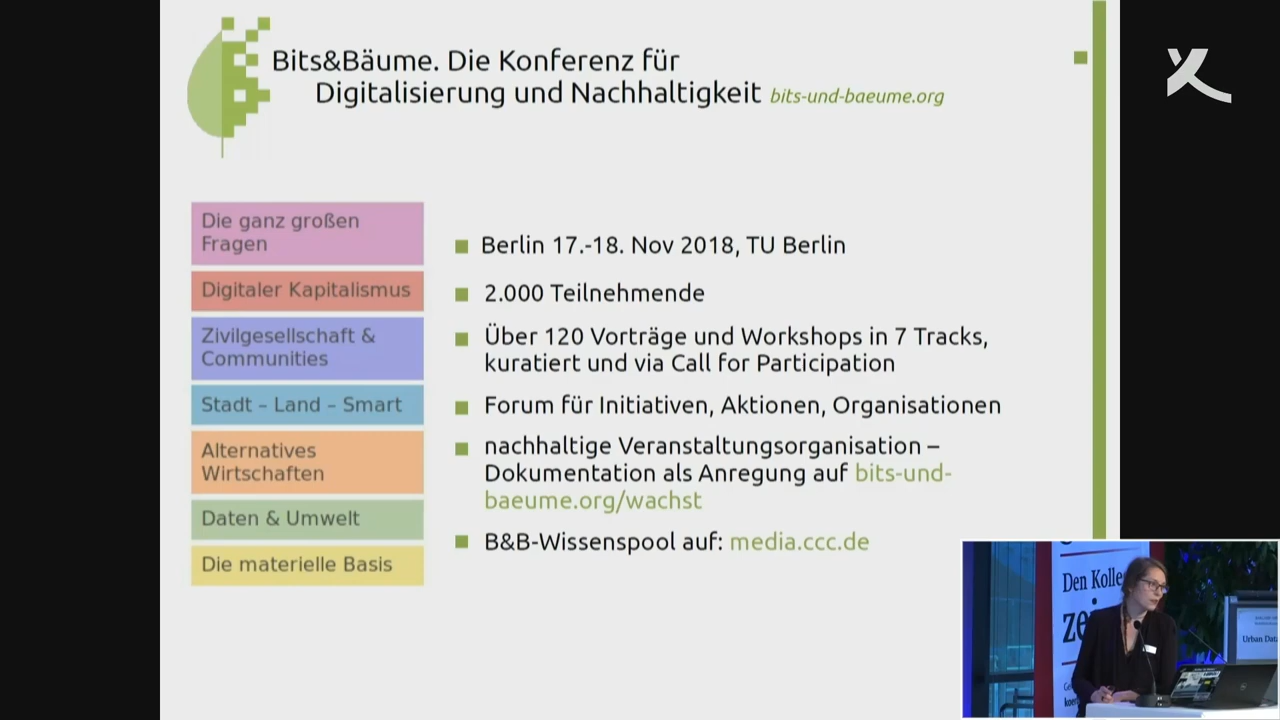 Bits&Bäume. Die Konferenz für
Digitalisierung und Nachhaltigkeit bits-und-baeume.org
Die ganz großen
Fragen
Digitaler Kapitalismus
Zivilgesellschaft &
Communities
Stadt – Land – Smart
Alternatives
Wirtschaften
Daten & Umwelt
Die materielle Basis
Berlin 17.-18. Nov 2018, TU Berlin
2.000 Teilnehmende
Über 120 Vorträge und Workshops in 7 Tracks,
kuratiert und via Call for Participation
Forum für Initiativen, Aktionen, Organisationen
nachhaltige Veranstaltungsorganisation –
Dokumentation als Anregung auf bits-und-
baeume.org/wachst
B&B-Wissenspool auf: media.ccc.de
Den Kolle
Urban Data